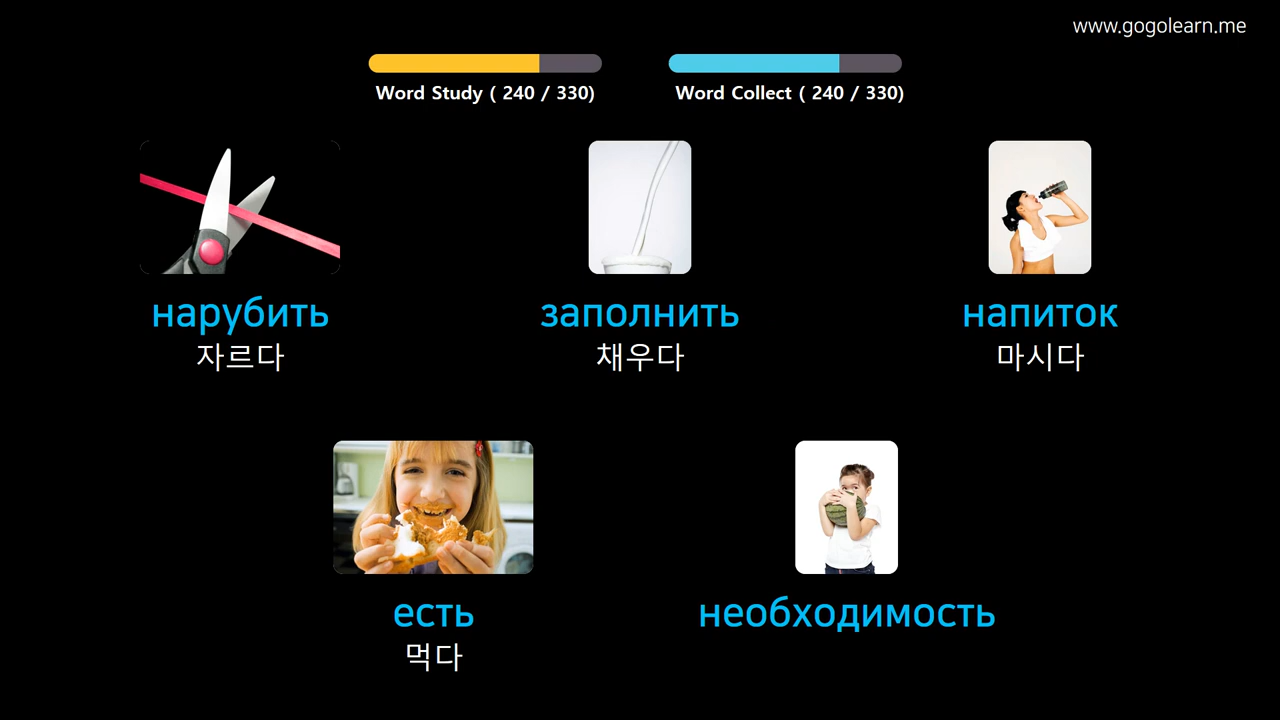 www.gogolearn.me
Word Study ( 240 / 330)
Word Collect ( 240 / 330)
нарубить
자르다
заполнить
채우다
напиток
마시다
есть
먹다
необходимость